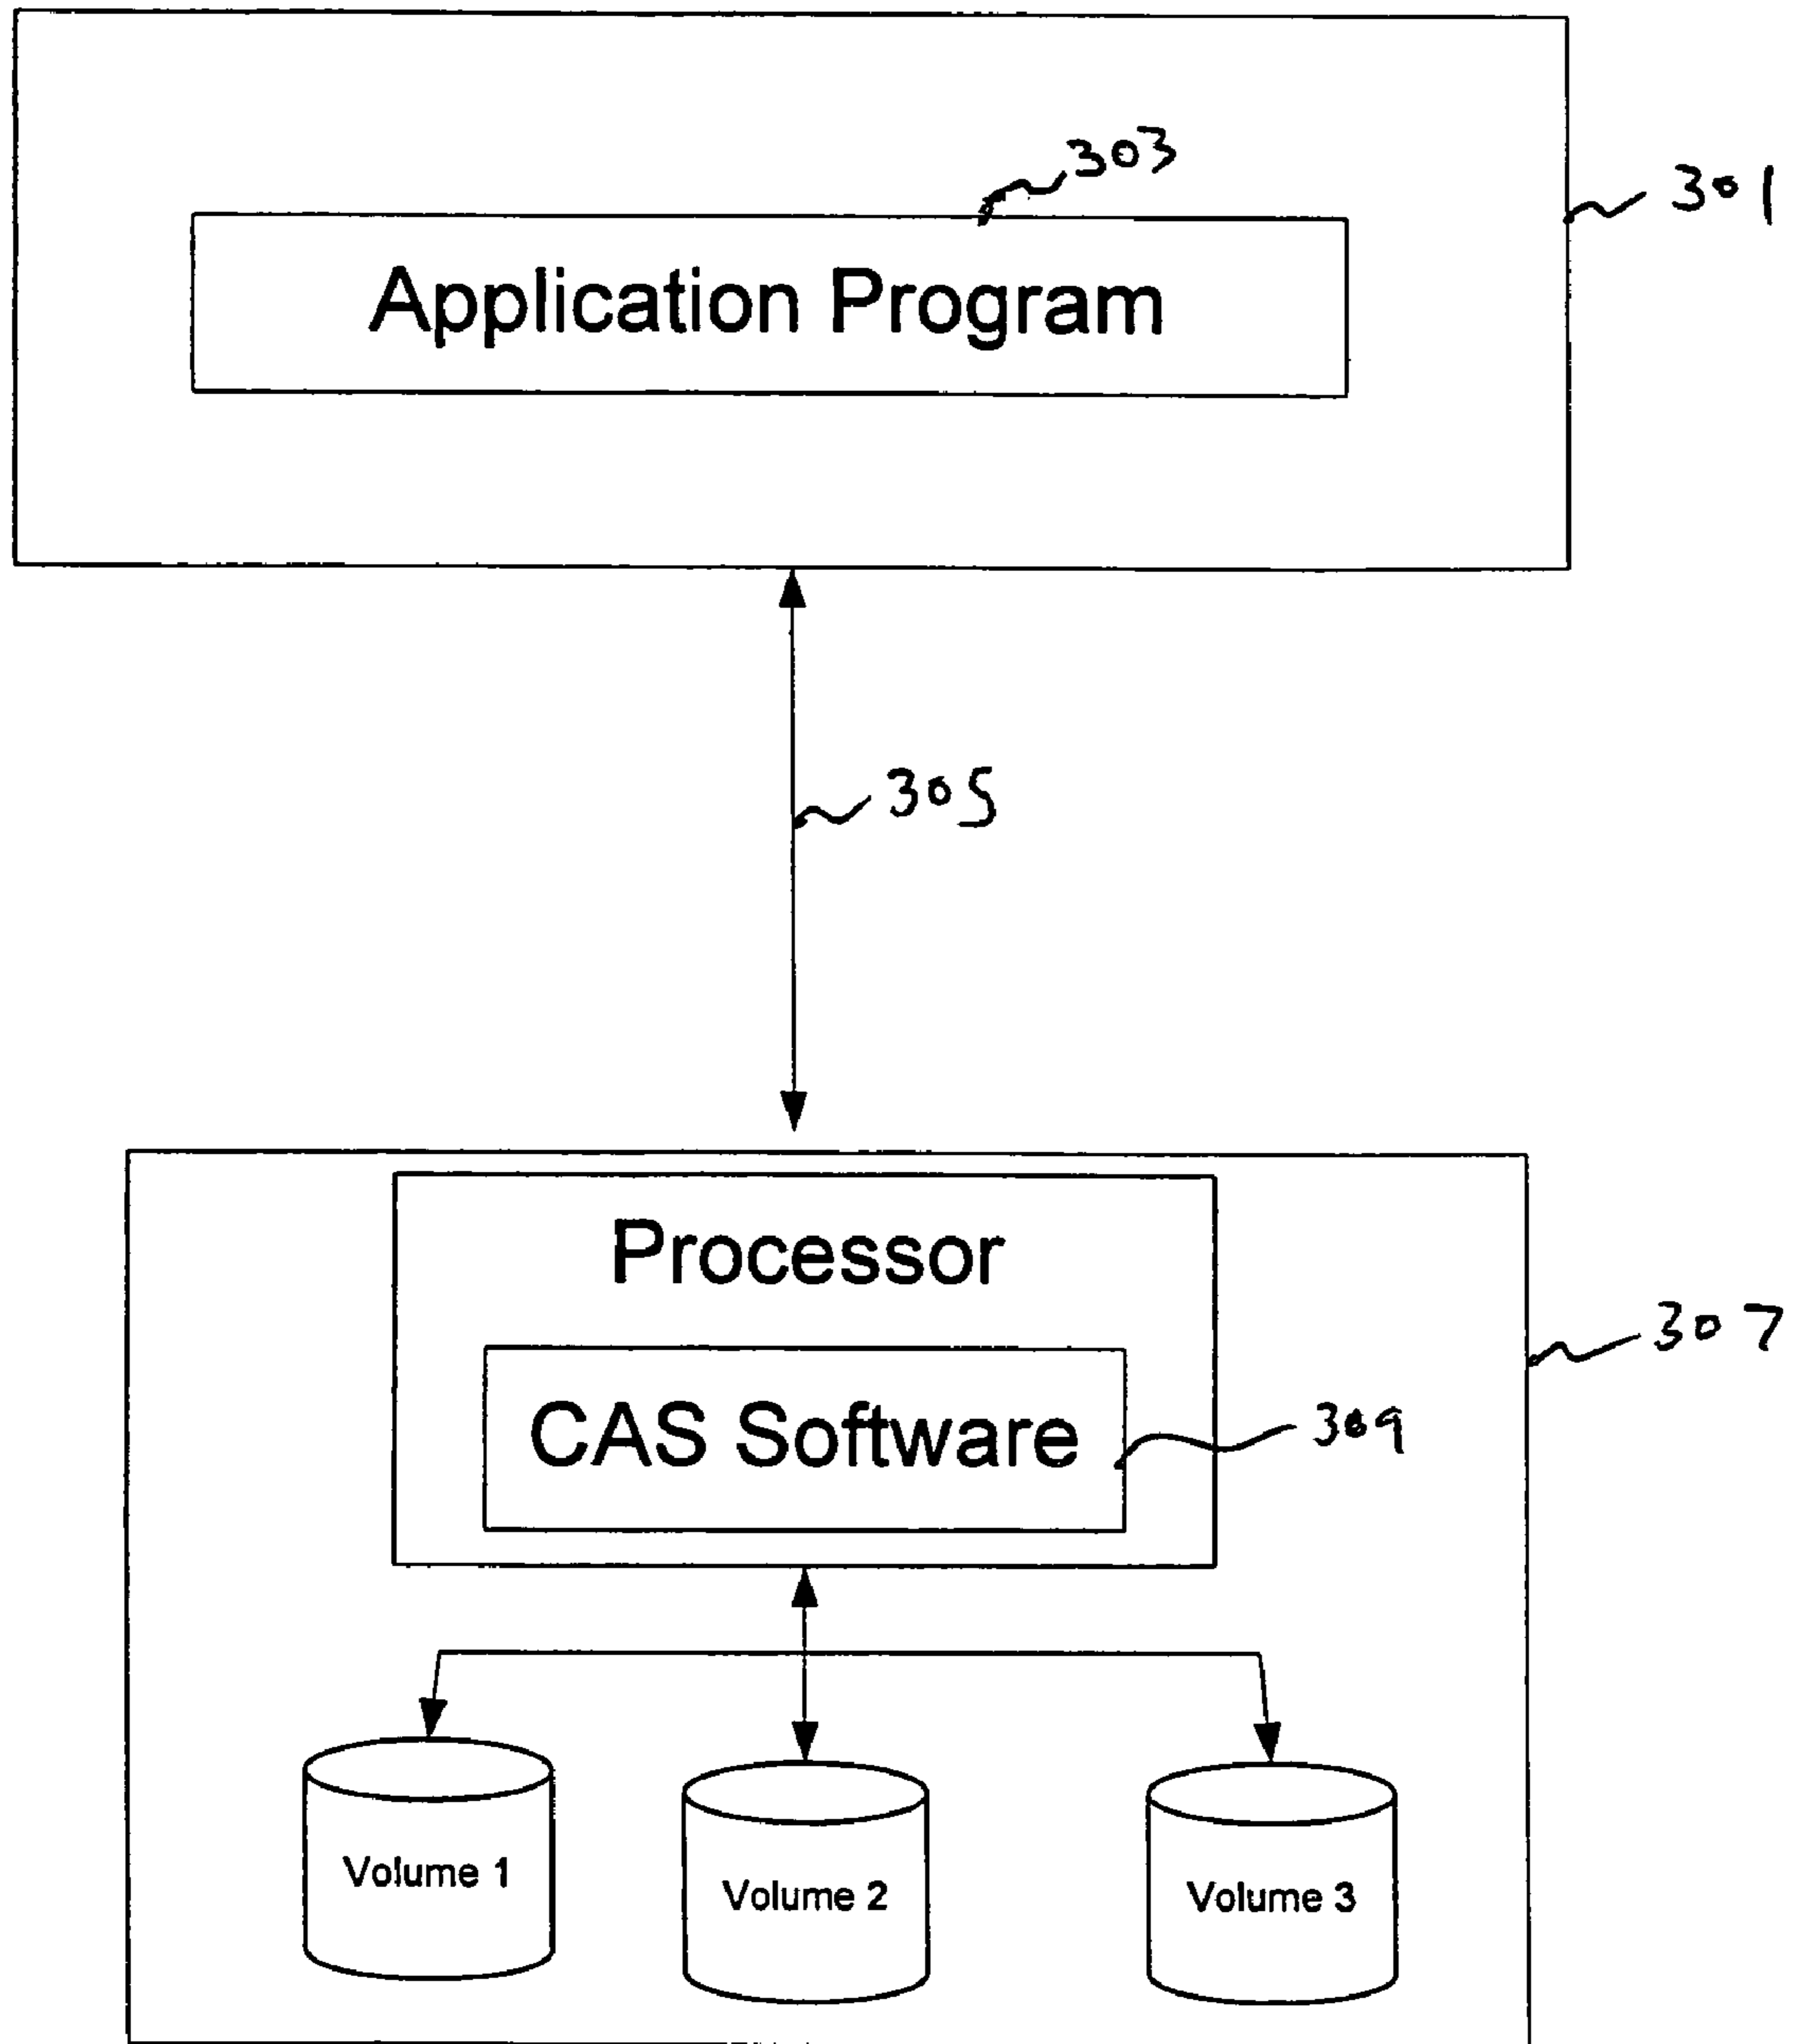 303
301
Application Program
305
Processor
307
CAS Software
309
Volume 1
Volume 2
Volume 3